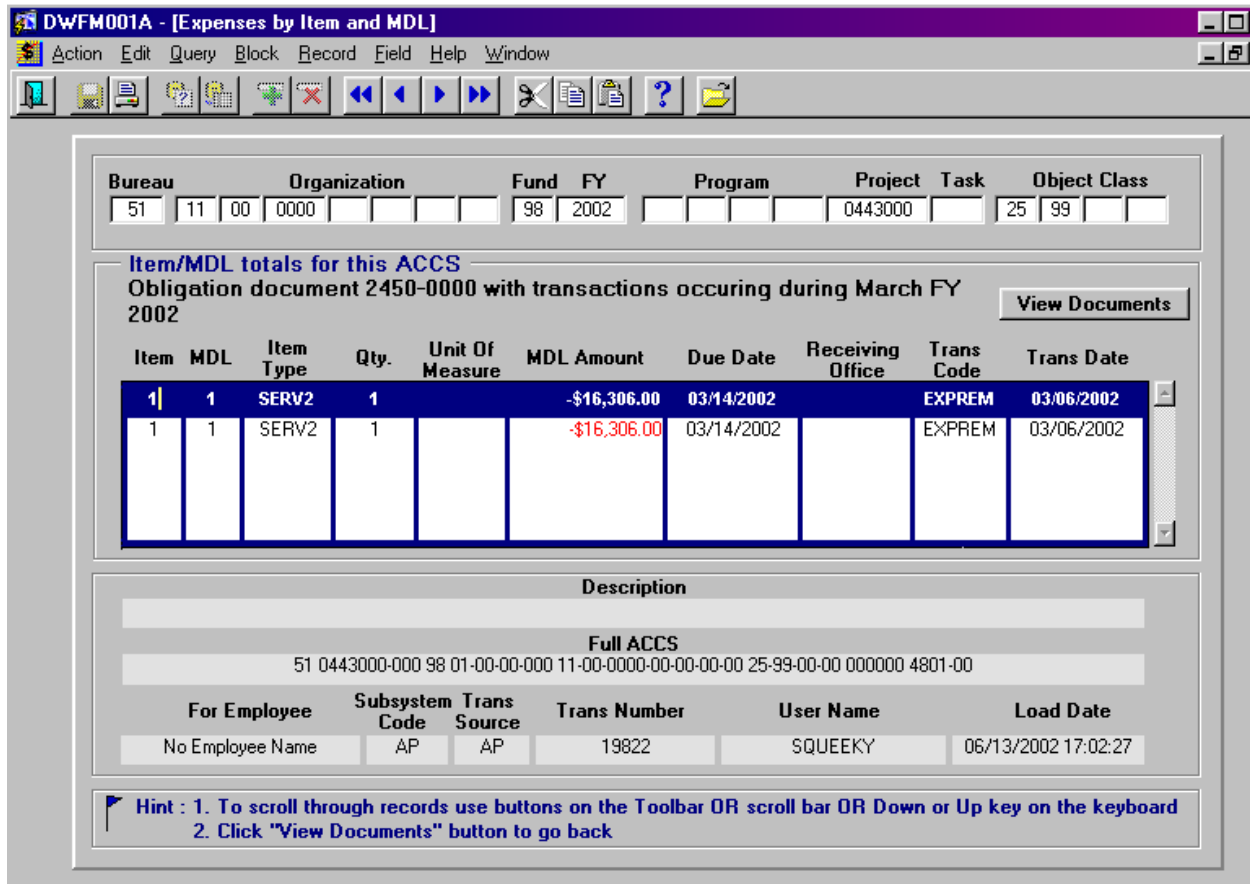 DWFM001A - [Expenses by Item and MDL]
Action Edit Query Block Record Field Help Window
Bureau Organization Fund FY Program Project Task Object Class
51 11 00 0000 98 2002 0443000 25 99
Item/MDL totals for this ACCS
Obligation document 2450-0000 with transactions occuring during March FY
2002
View Documents
Item MDL Item Type Qty. Unit Of Measure MDL Amount Due Date Receiving Office Trans Code Trans Date
1 1 SERV2 1 -$16,306.00 03/14/2002 EXPREM 03/06/2002
1 1 SERV2 1 -$16,306.00 03/14/2002 EXPREM 03/06/2002
Description
Full ACCS
51 0443000-000 98 01-00-00-000 11-00-0000-00-00-00-00 25-99-00-00 000000 4801-00
For Employee Subsystem Code Trans Source Trans Number User Name Load Date
No Employee Name AP AP 19822 SQUEEKY 06/13/2002 17:02:27
Hint : 1. To scroll through records use buttons on the Toolbar OR scroll bar OR Down or Up key on the keyboard
2. Click "View Documents" button to go back